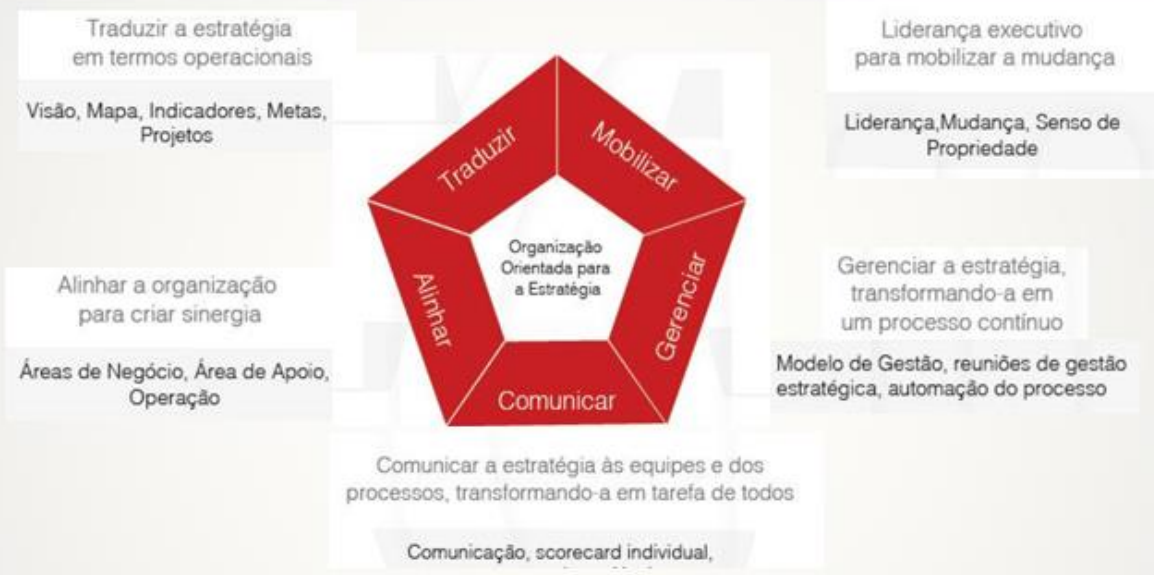 Traduzir a estratégia
em termos operacionais
Visão, Mapa, Indicadores, Metas,
Projetos
Liderança executivo
para mobilizar a mudança
Liderança,Mudança, Senso de
Propriedade
Traduzir
Mobilizar
Alinhar
Gerenciar
Comunicar
Organização
Orientada para
a Estratégia
Alinhar a organização
para criar sinergia
Áreas de Negócio, Área de Apoio,
Operação
Gerenciar a estratégia,
transformando-a em
um processo contínuo
Modelo de Gestão, reuniões de gestão
estratégica, automação do processo
Comunicar a estratégia às equipes e dos
processos, transformando-a em tarefa de todos
Comunicação, scorecard individual,